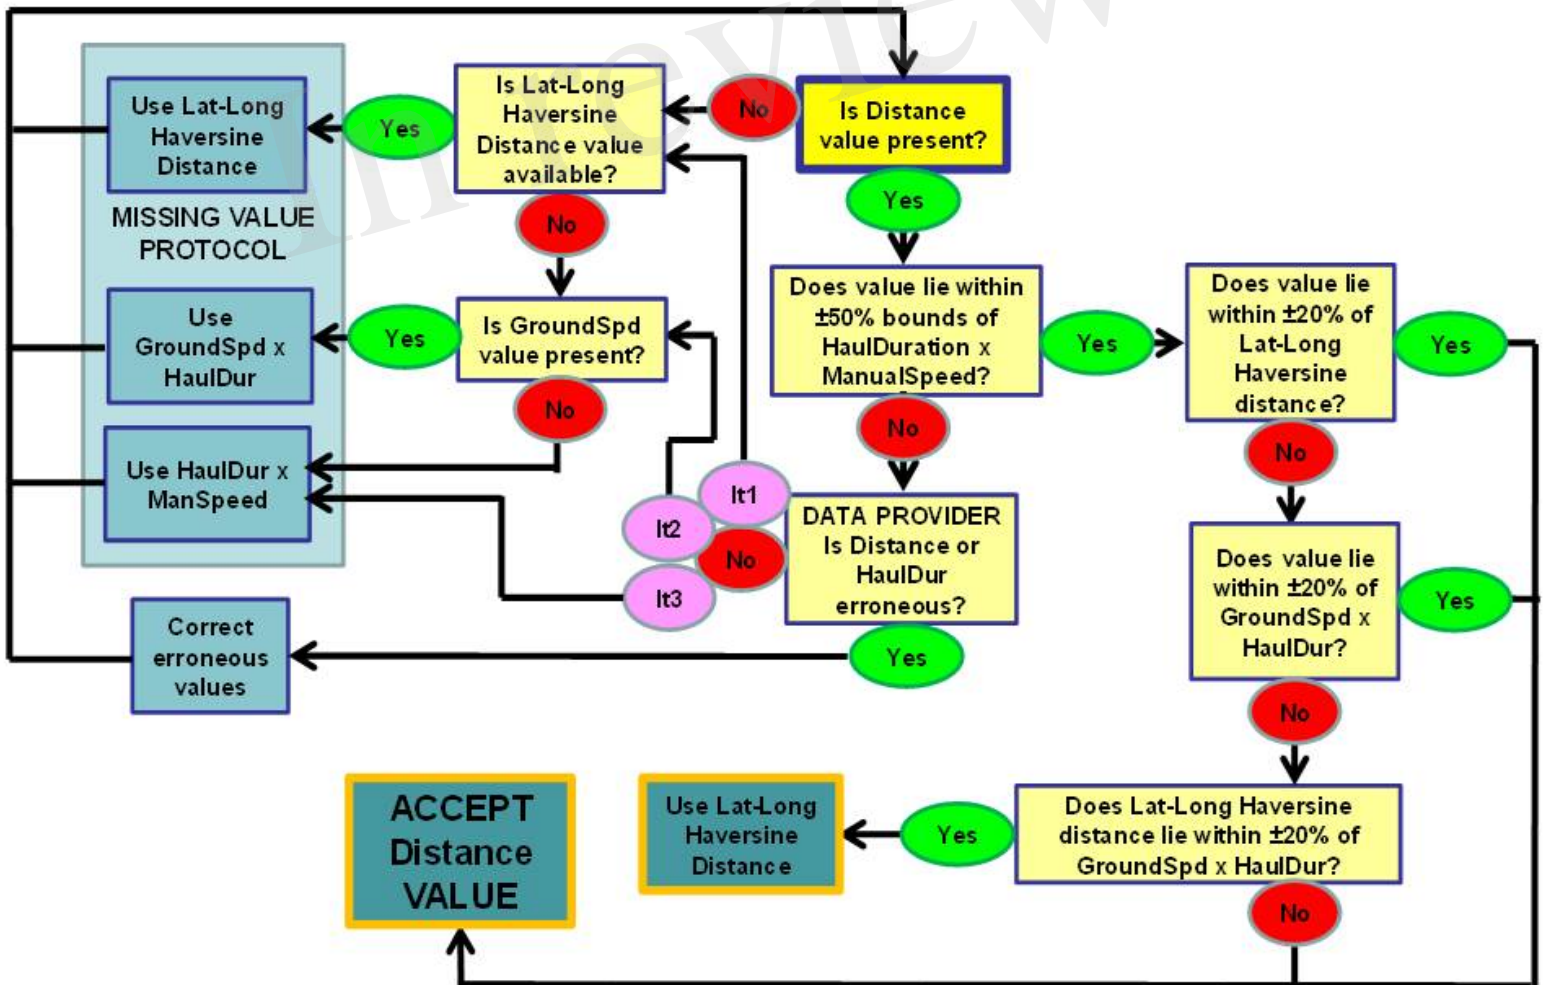 In review
Is Distance
value present?
No
Yes
Is Lat-Long
Haversine
Distance value
available?
Yes
No
Use Lat-Long
Haversine
Distance
MISSING VALUE
PROTOCOL
Is GroundSpd
value present?
Yes
No
Use
GroundSpd x
HaulDur
Use HaulDur x
ManSpeed
Does value lie within
±50% bounds of
HaulDuration x
ManualSpeed?
Yes
No
Does value lie
within ±20% of
Lat-Long
Haversine
distance?
Yes
No
DATA PROVIDER
Is Distance or
HaulDur
erroneous?
It1
It2
No
It3
Yes
Correct
erroneous
values
Does value lie
within ±20% of
GroundSpd x
HaulDur?
Yes
No
Does Lat-Long Haversine
distance lie within ±20% of
GroundSpd x HaulDur?
Yes
No
Use Lat-Long
Haversine
Distance
ACCEPT
Distance
VALUE